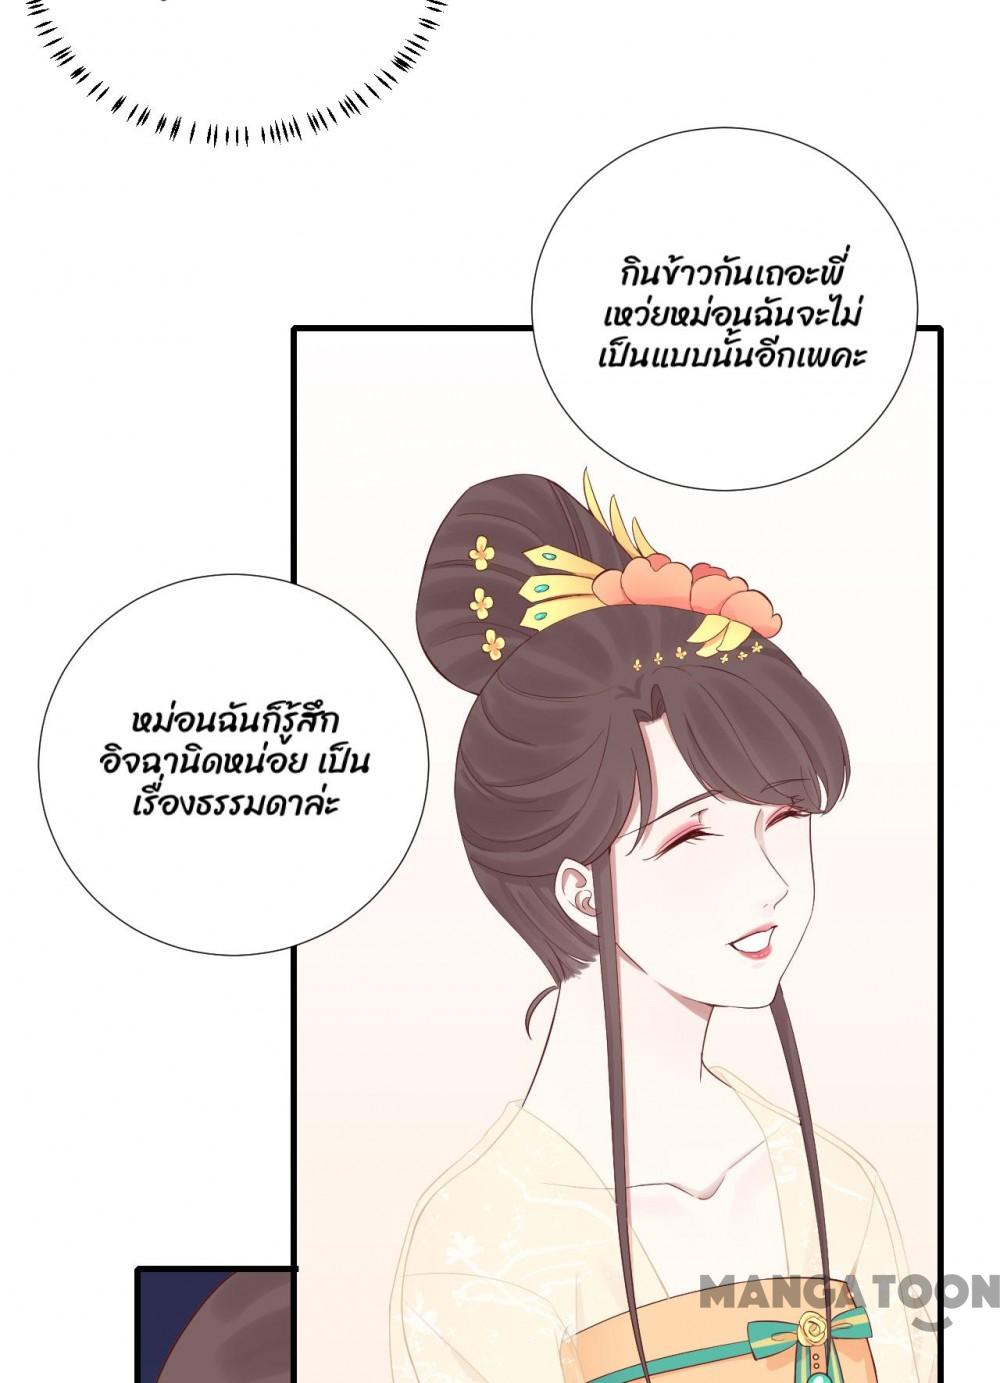 กินข้าวกันเถอะพี่
เหว่ยหม่อนฉันจะไม่
เป็นแบบนั้นอีกเพคะ
หม่อนฉันก็รู้สึก
อิจฉานิดหน่อย เป็น
เรื่องธรรมดาล่ะ
MANGATOON